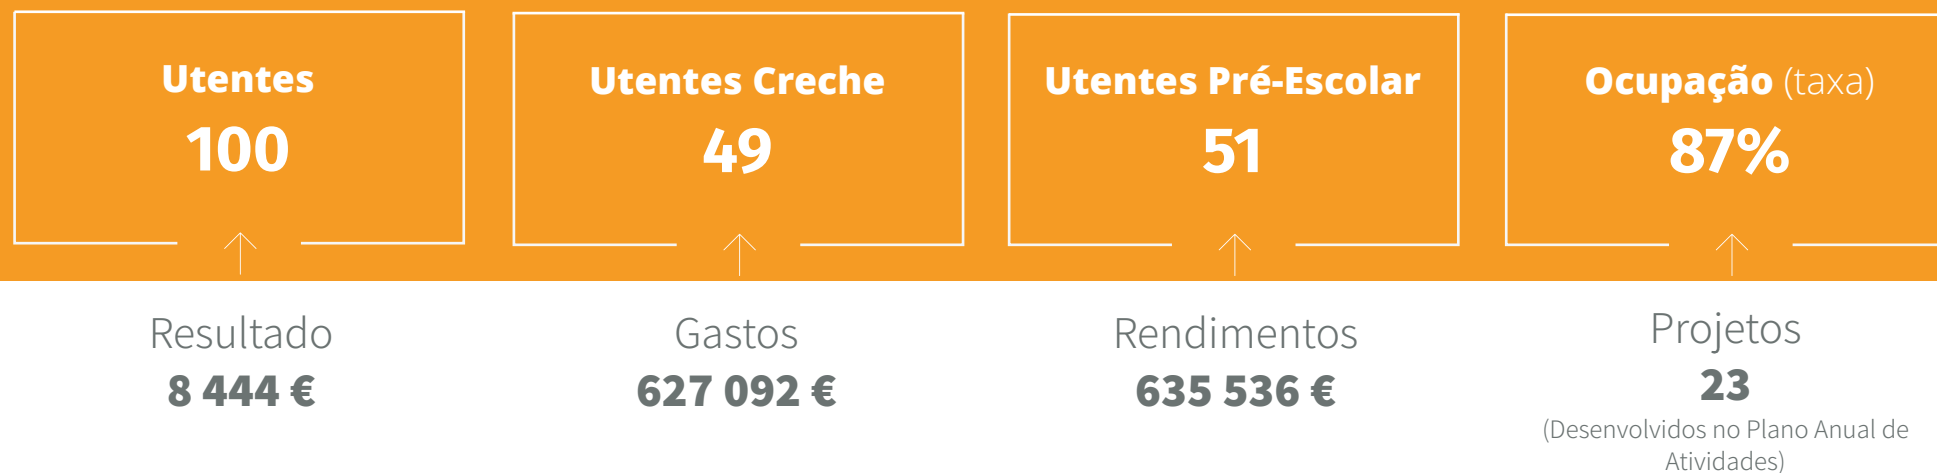 Utentes
100
Utentes Creche
49
Utentes Pré-Escolar
51
Ocupação (taxa)
87%
Resultado
8 444 €
Gastos
627 092 €
Rendimentos
635 536 €
Projetos
23
(Desenvolvidos no Plano Anual de
Atividades)